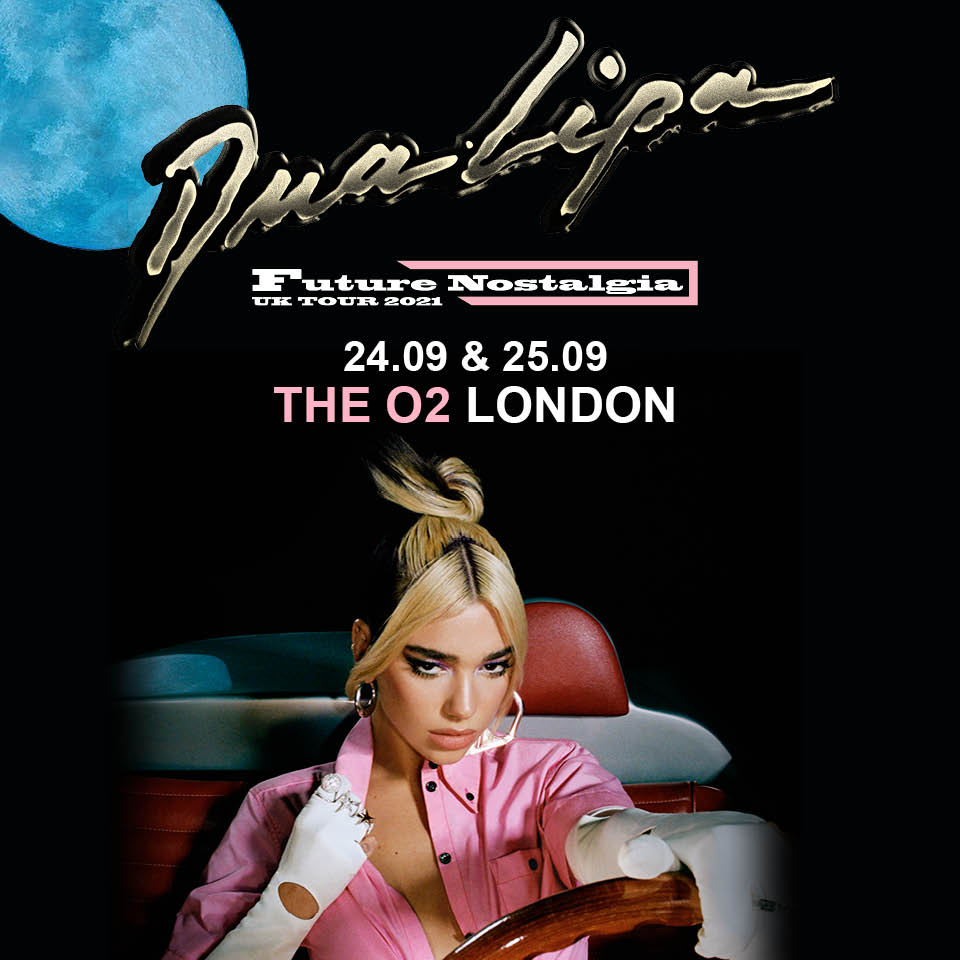 Dua Lipa
Future Nostalgia
UK TOUR 2021
24.09 & 25.09
THE O2 LONDON